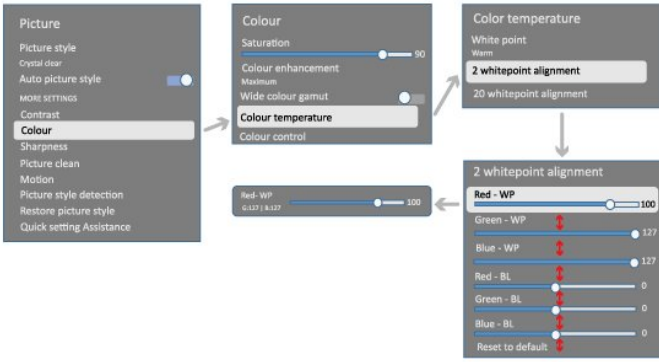 Picture
Picture style
Crystal clear
Auto picture style
MORE SETTINGS
Contrast
Colour
Sharpness
Picture clean
Motion
Picture style detection
Restore picture style
Quick setting Assistance
Colour
Saturation
90
Colour enhancement
Maximum
Wide colour gamut
Colour temperature
Colour control
Color temperature
White point
Warm
2 whitepoint alignment
20 whitepoint alignment
2 whitepoint alignment
Red - WP
100
Green - WP
127
Blue - WP
127
Red - BL
0
Green - BL
0
Blue - BL
0
Reset to default
Red- WP
G:127 | B:127
100